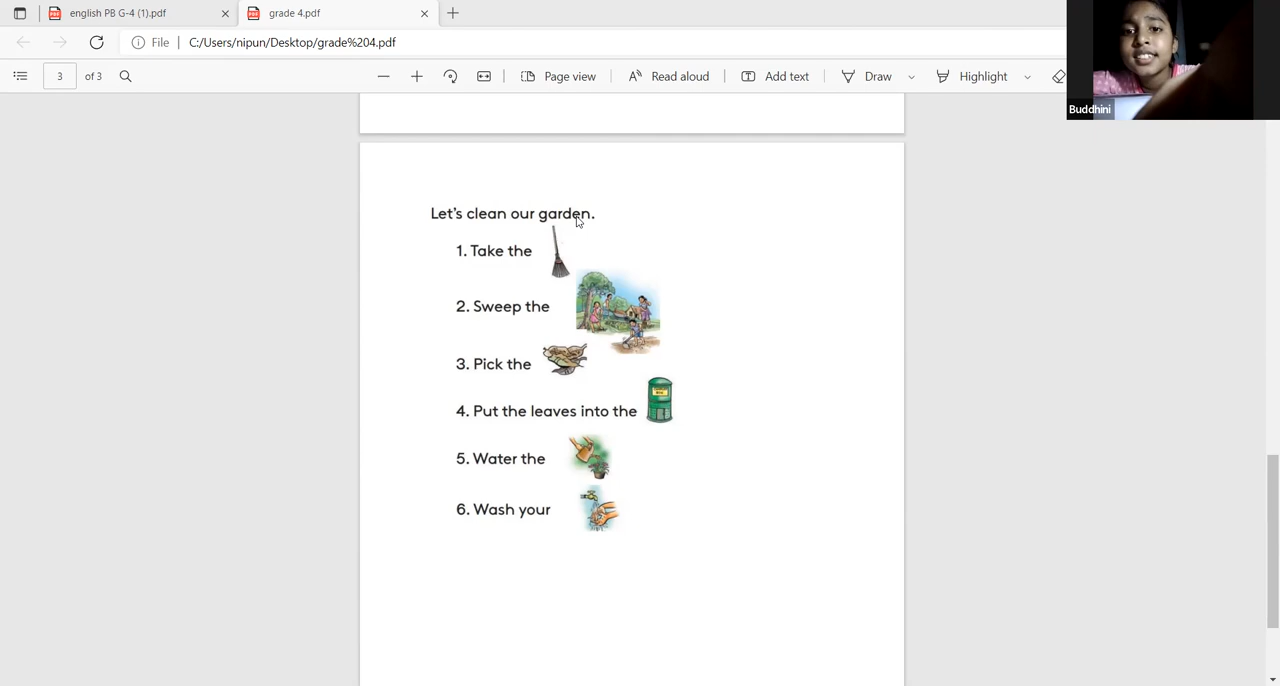 english PB G-4 (1).pdf
grade 4.pdf
File
C:/Users/nipun/Desktop/grade%204.pdf
3 of 3
Page view
Read aloud
Add text
Draw
Highlight
Buddhini
Let's clean our garden.
1. Take the
2. Sweep the
3. Pick the
4. Put the leaves into the
5. Water the
6. Wash your